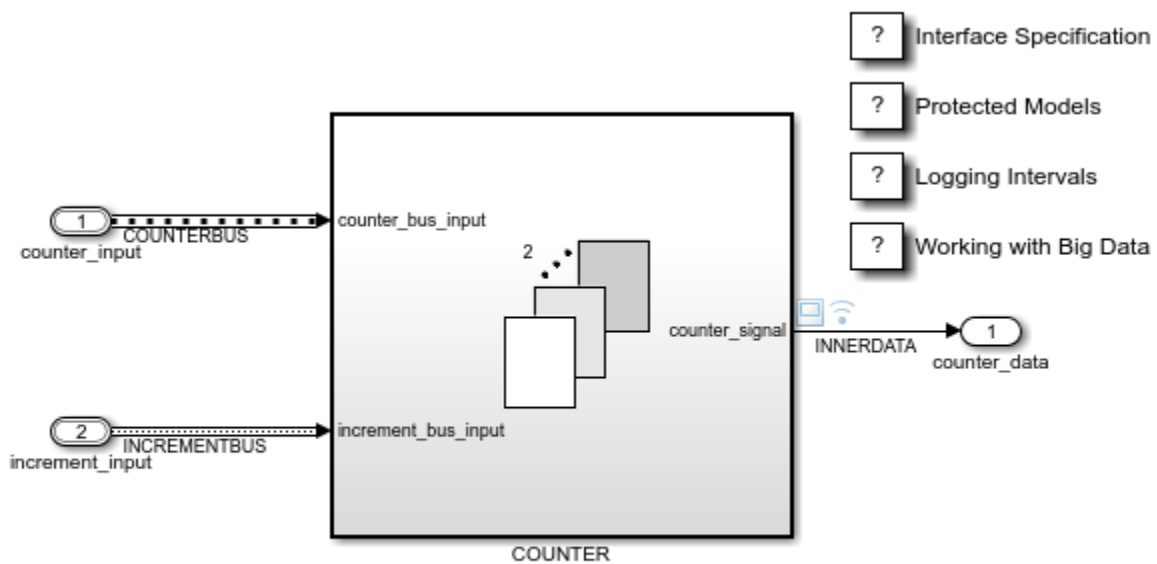 ? Interface Specification
? Protected Models
? Logging Intervals
? Working with Big Data
1
COUNTERBUS
counter_input
counter_bus_input
2
counter_signal
INNERDATA
1
counter_data
2
INCREMENTBUS
increment_input
increment_bus_input
COUNTER